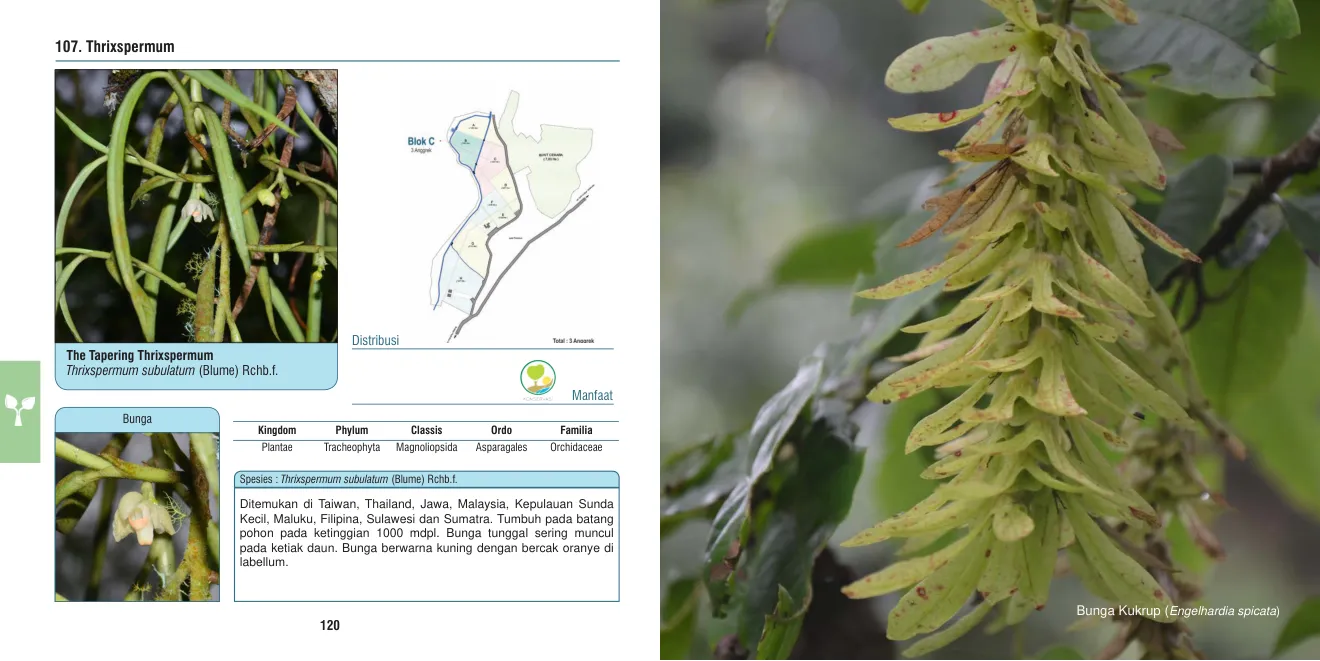 107. Thrixspermum
Blok C
3 Anggrek
Distribusi
Total : 3 Anggrek
The Tapering Thrixspermum
Thrixspermum subulatum (Blume) Rchb.f.
Manfaat
Bunga
Kingdom Phylum Classis Ordo Familia
Plantae Tracheophyta Magnoliopsida Asparagales Orchidaceae
Spesies : Thrixspermum subulatum (Blume) Rchb.f.
Ditemukan di Taiwan, Thailand, Jawa, Malaysia, Kepulauan Sunda
Kecil, Maluku, Filipina, Sulawesi dan Sumatra. Tumbuh pada batang
pohon pada ketinggian 1000 mdpl. Bunga tunggal sering muncul
pada ketiak daun. Bunga berwarna kuning dengan bercak oranye di
labellum.
120
Bunga Kukrup (Engelhardia spicata)